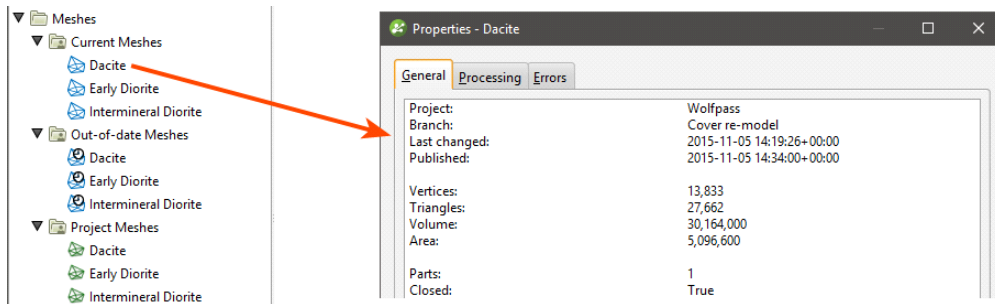 Meshes
Current Meshes
Dacite
Early Diorite
Intermineral Diorite
Out-of-date Meshes
Dacite
Early Diorite
Intermineral Diorite
Project Meshes
Dacite
Early Diorite
Intermineral Diorite
Properties - Dacite
General Processing Errors
Project: Wolfpass
Branch: Cover re-model
Last changed: 2015-11-05 14:19:26+00:00
Published: 2015-11-05 14:34:00+00:00
Vertices: 13,833
Triangles: 27,662
Volume: 30,164,000
Area: 5,096,600
Parts: 1
Closed: True